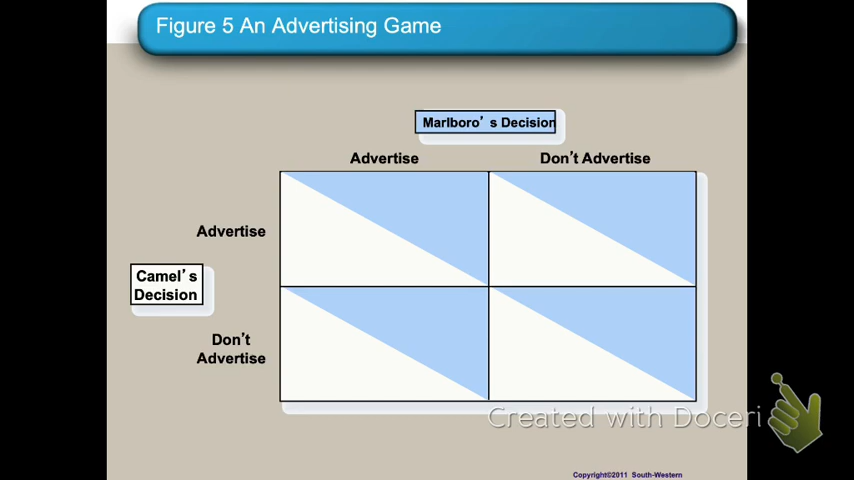 Figure 5 An Advertising Game
Marlboro’ s Decision
Advertise
Don’t Advertise
Advertise
Camel’ s
Decision
Don’t
Advertise
Created with Doceri
Copyright©2011 South-Western